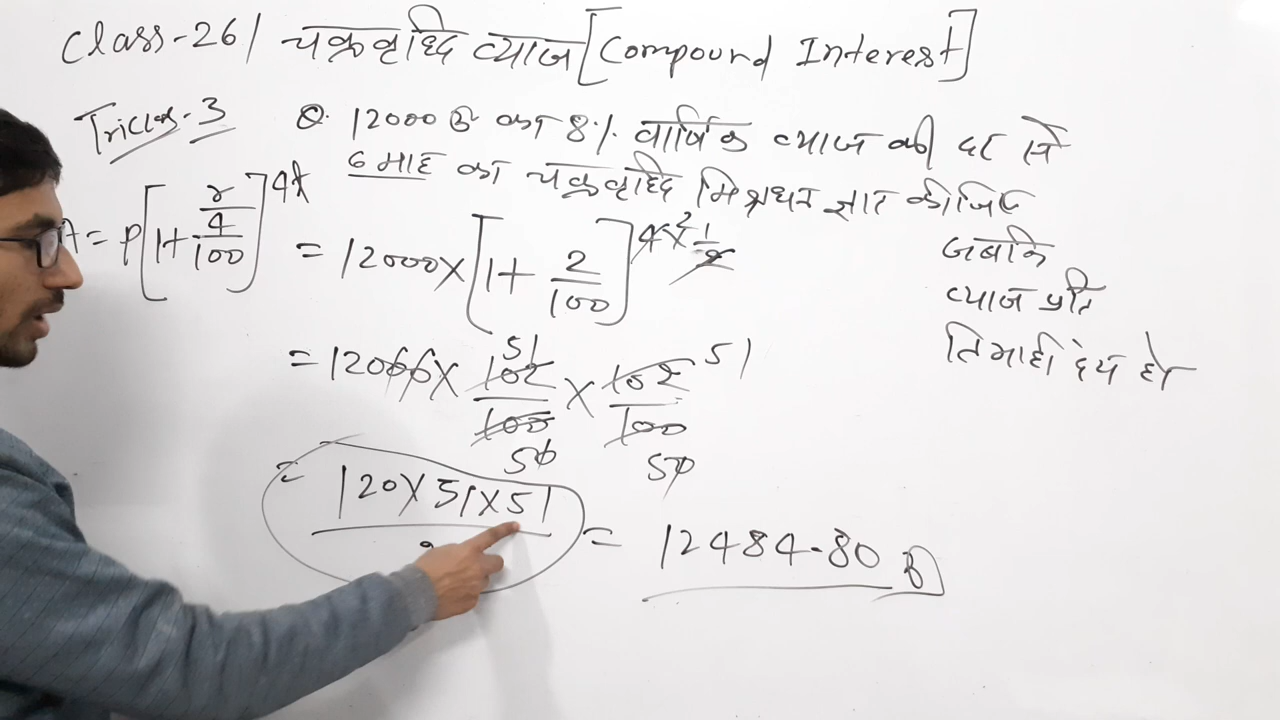 Class-26/ चक्रवृध्दि व्याज [Compound Interest]
Q. 12000 रु का 8% वार्षिक व्याज की दर से
6 माह का चक्रवृध्दि मिश्रधन ज्ञात कीजिए
जबकि
व्याज प्रति
तिमाही देय हो
A = P[1+ r/4/100]^4t = 12000 × [1+ 2/100]^4×1/2 2
= 12000 × 102/100 × 102/100 51 51 50 50
= 120×51×51 = 12484.80 रु